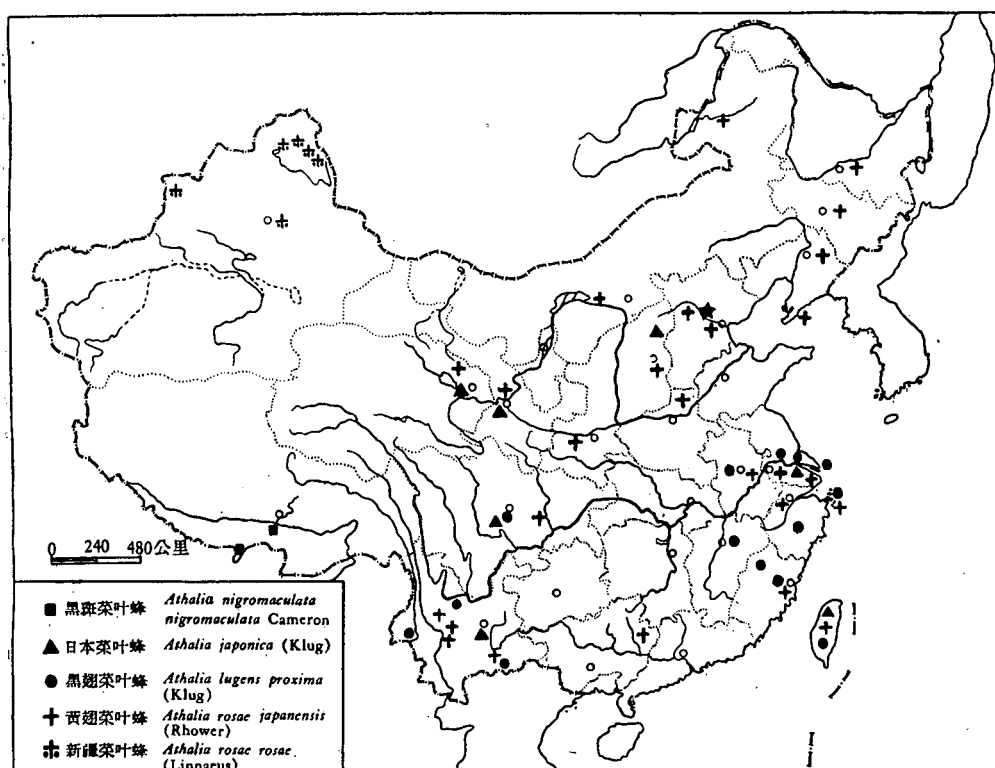 0 240 480公里
黑斑菜叶蜂 Athalia nigromaculata
nigromaculata Cameron
日本菜叶蜂 Athalia japonica (Klug)
黑翅菜叶蜂 Athalia lugens proxima
(Klug)
黄翅菜叶蜂 Athalia rosae japanensis
(Rhower)
新疆菜叶蜂 Athalia rosae rosae
(Linnaeus)